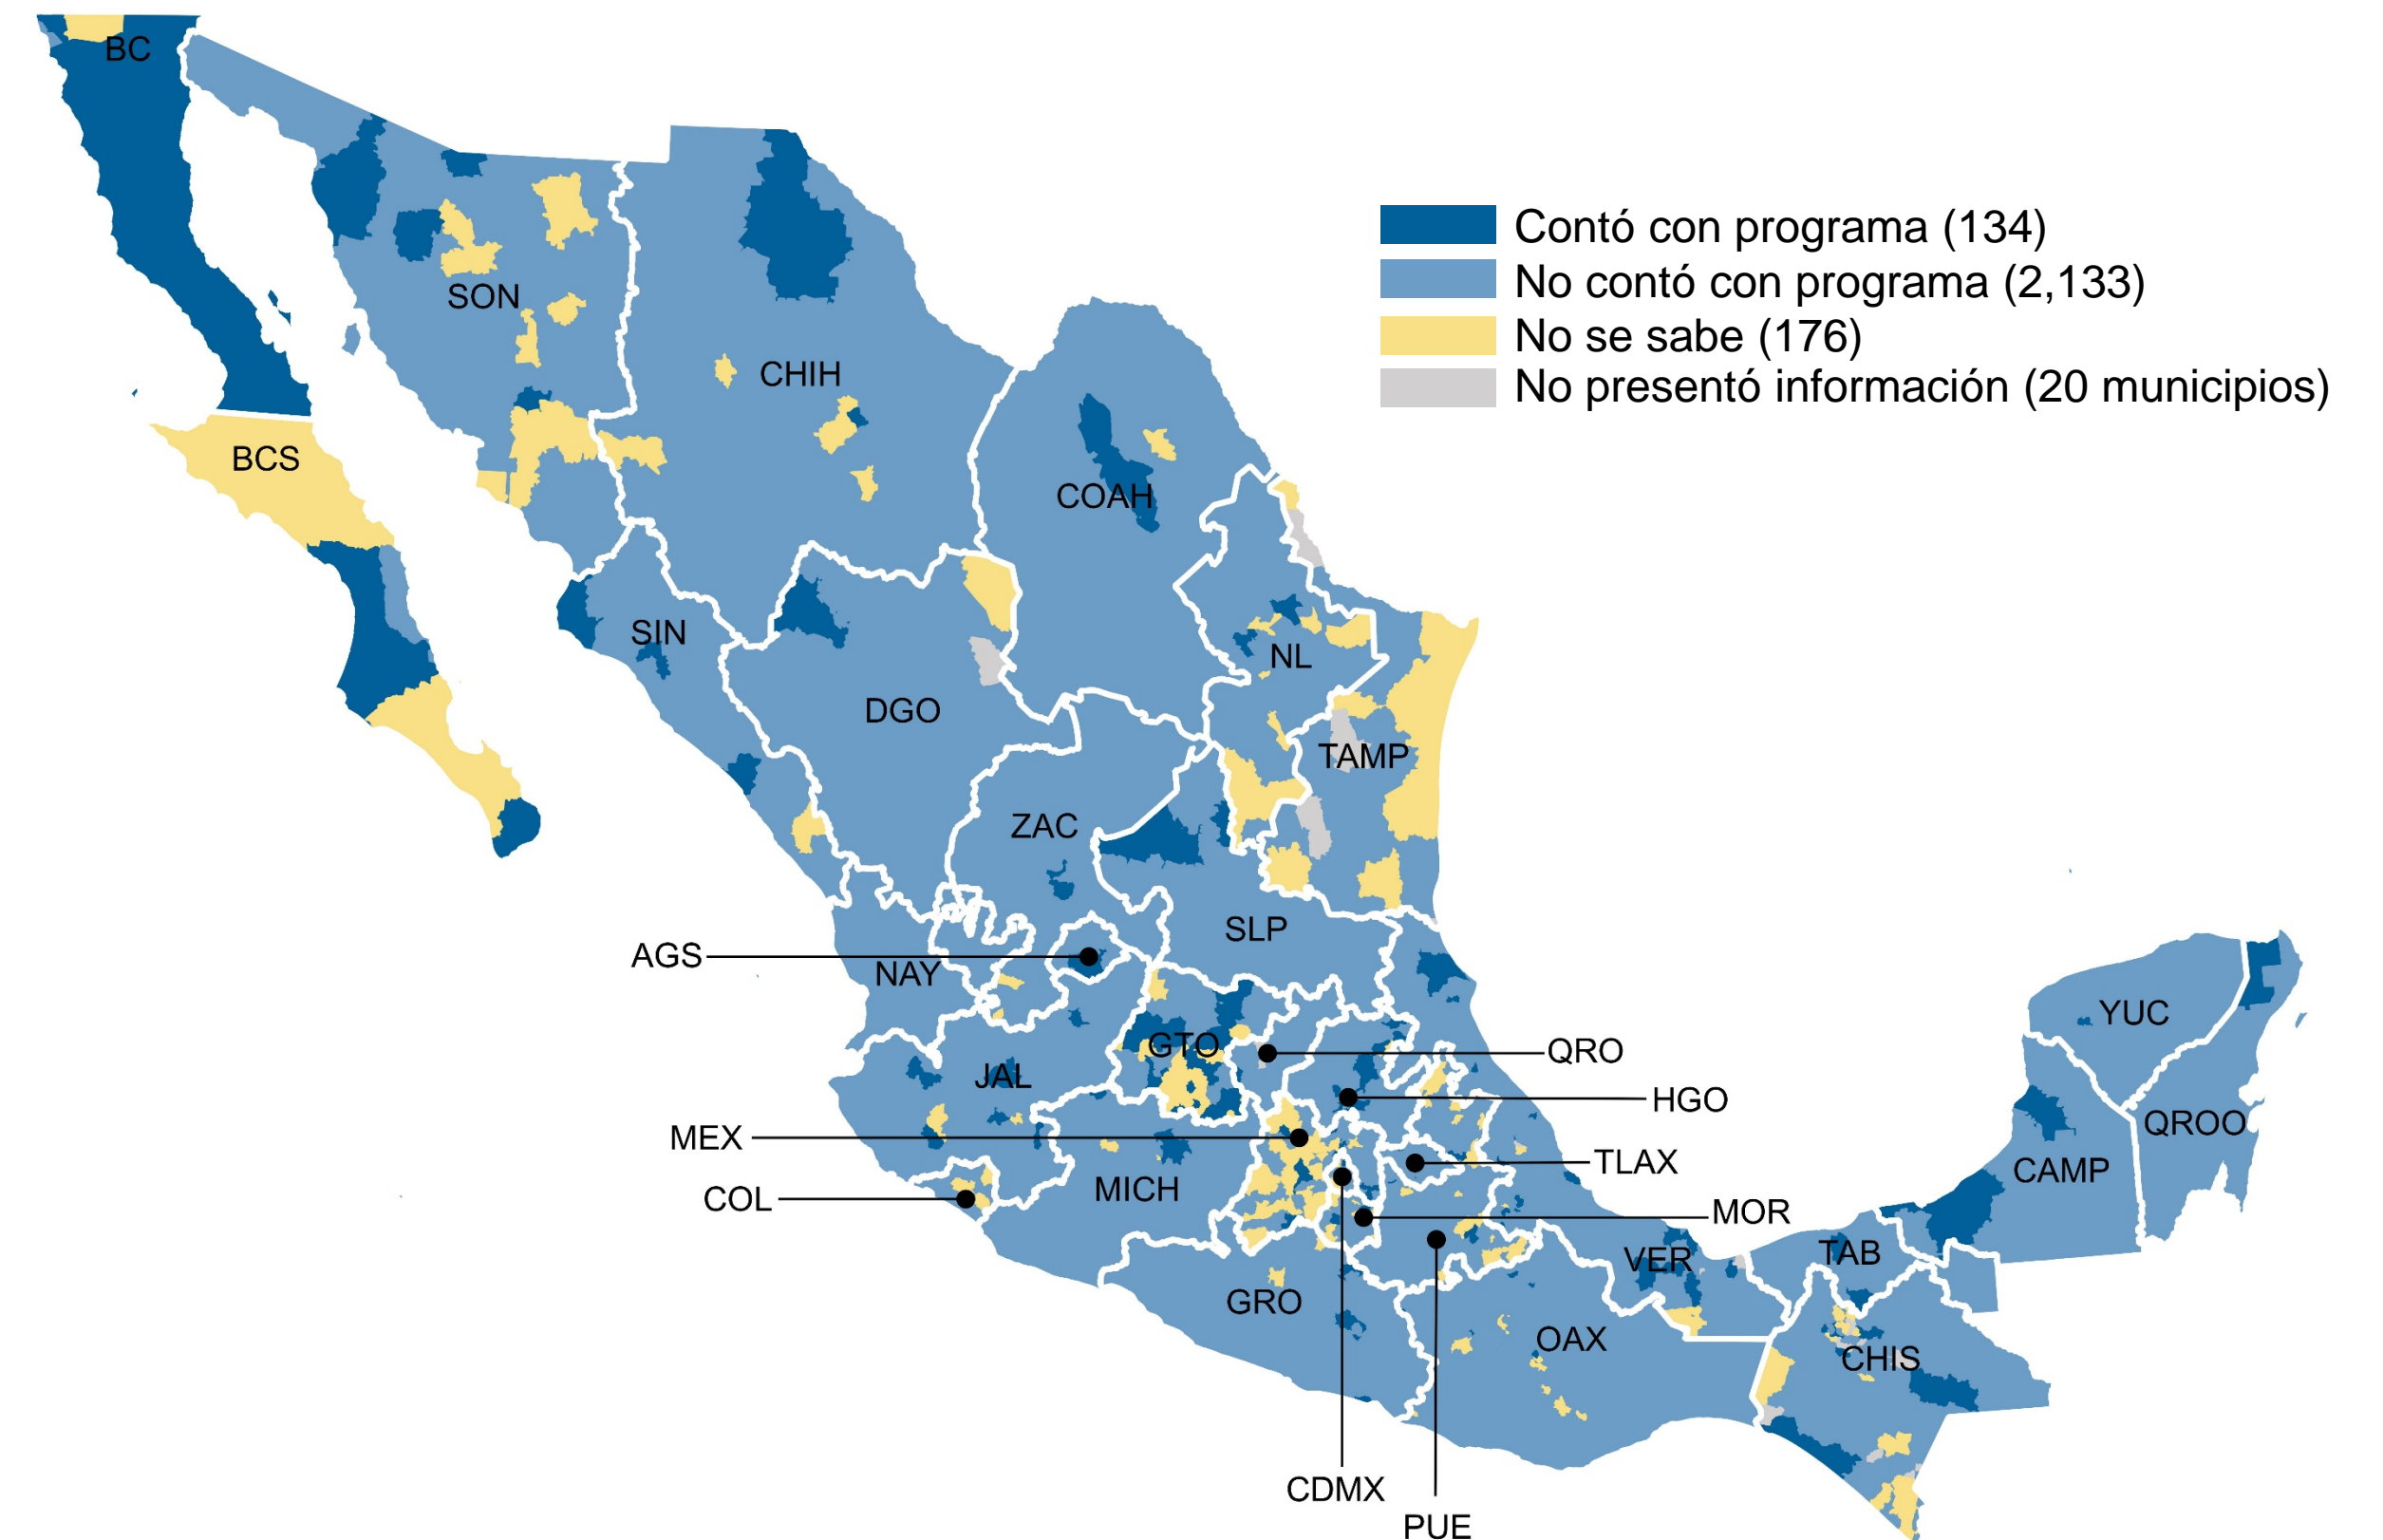 BC
Contó con programa (134)
No contó con programa (2,133)
No se sabe (176)
No presentó información (20 municipios)
SON
CHIH
BCS
COAH
SIN
NL
DGO
TAMP
ZAC
SLP
AGS
NAY
YUC
GTO
QRO
JAL
HGO
QROO
MEX
TLAX
CAMP
MICH
COL
MOR
VER
TAB
GRO
OAX
CHIS
CDMX
PUE